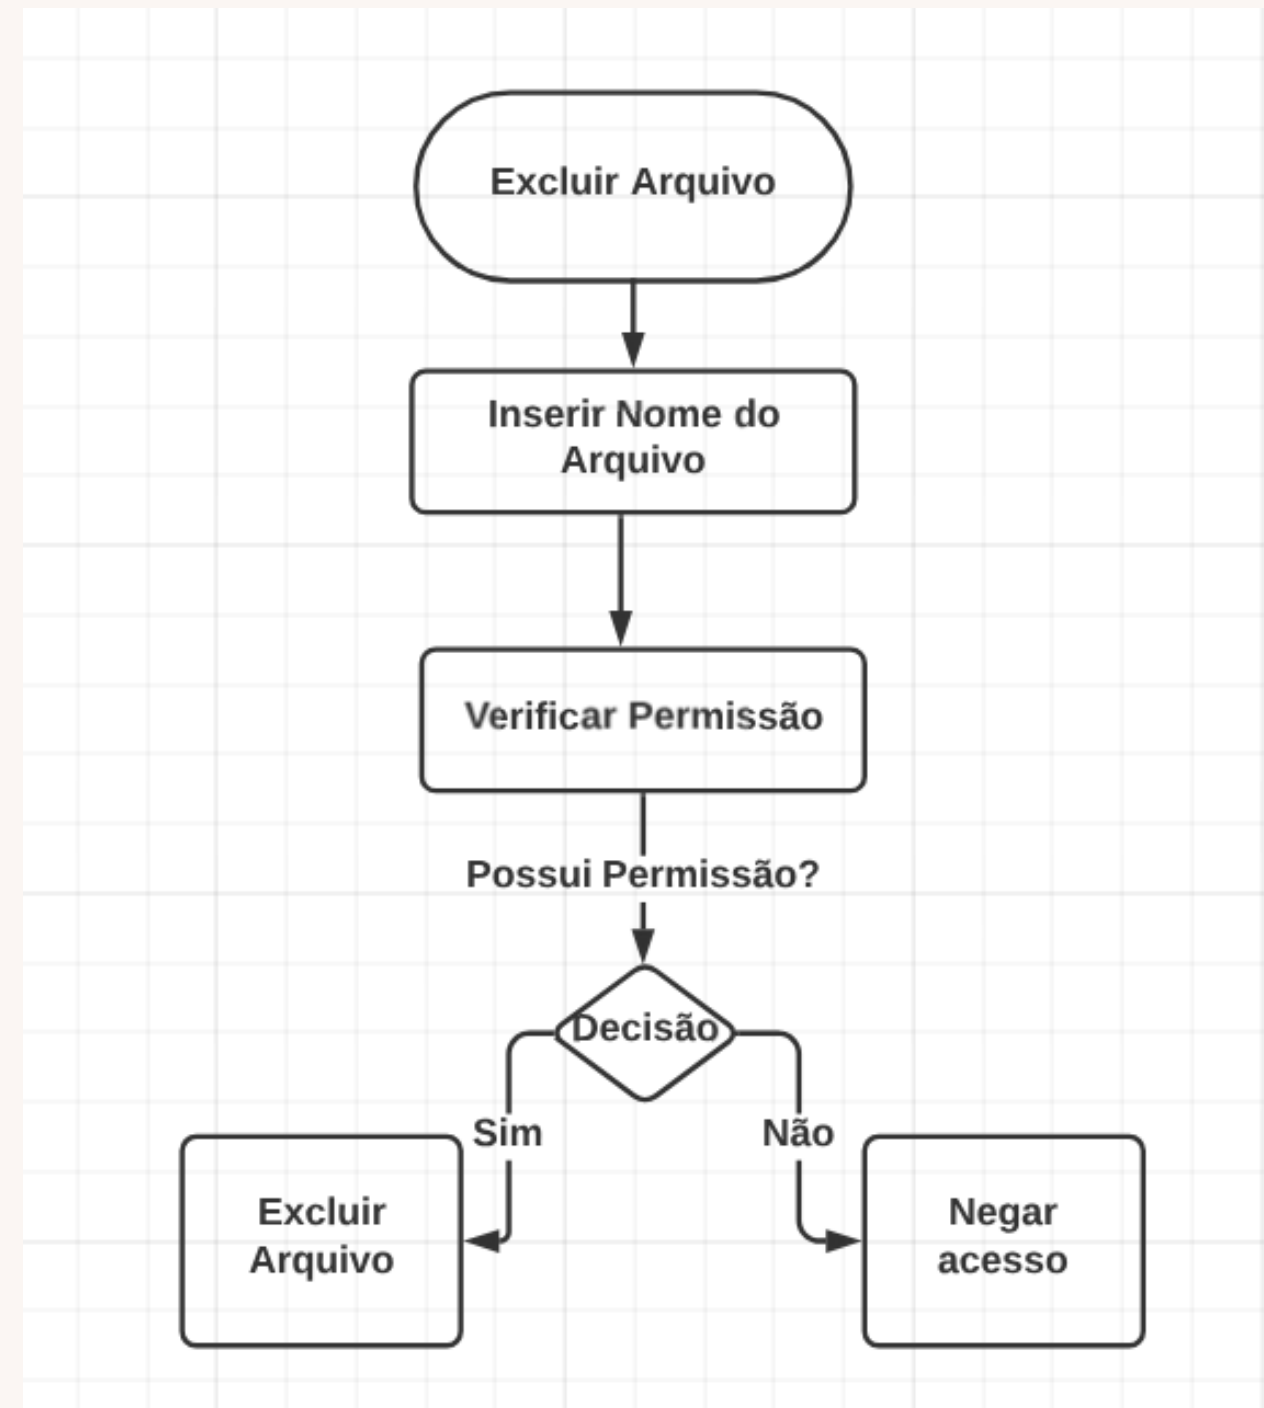 Excluir Arquivo
Inserir Nome do
Arquivo
Verificar Permissão
Possui Permissão?
Decisão
Sim
Não
Excluir
Arquivo
Negar
acesso